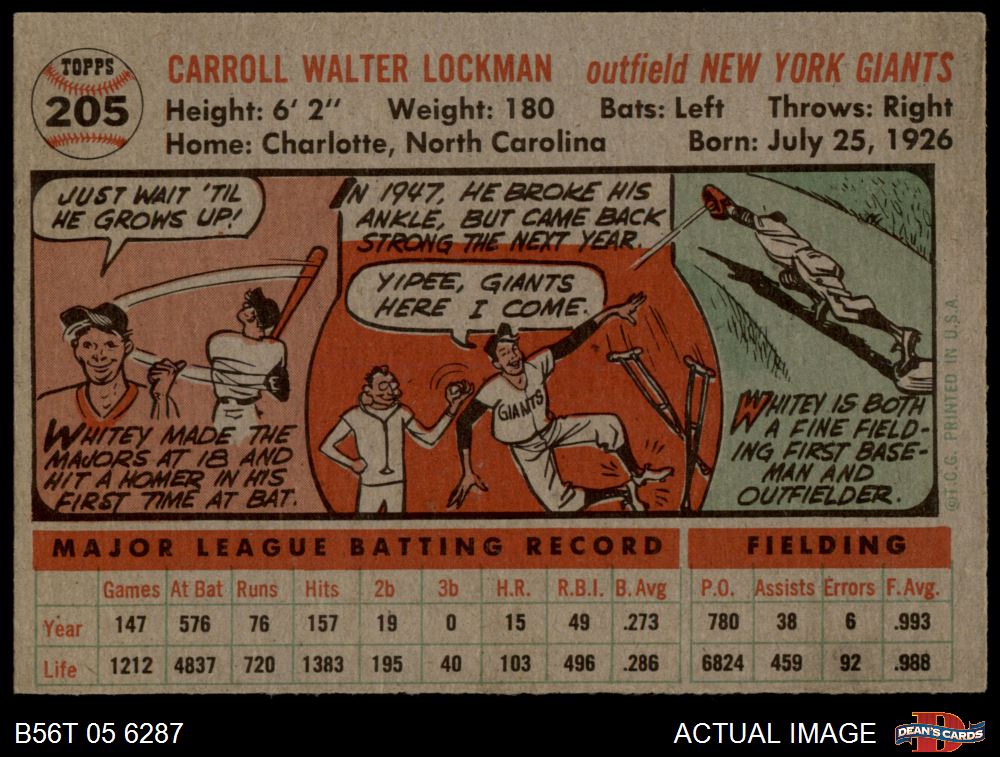 TOPPS
205
CARROLL WALTER LOCKMAN outfield NEW YORK GIANTS
Height: 6' 2" Weight: 180 Bats: Left Throws: Right
Home: Charlotte, North Carolina Born: July 25, 1926
JUST WAIT 'TIL
HE GROWS UP!
WHITEY MADE THE
MAJORS AT 18 AND
HIT A HOMER IN HIS
FIRST TIME AT BAT.
IN 1947, HE BROKE HIS
ANKLE, BUT CAME BACK
STRONG THE NEXT YEAR.
YIPEE, GIANTS
HERE I COME.
GIANTS
WHITEY IS BOTH
A FINE FIELD-
ING FIRST BASE-
MAN AND
OUTFIELDER.
©T.C.G. PRINTED IN U.S.A.
MAJOR LEAGUE BATTING RECORD FIELDING
Games At Bat Runs Hits 2b 3b H.R. R.B.I. B. Avg P.O. Assists Errors F. Avg.
Year 147 576 76 157 19 0 15 49 .273 780 38 6 .993
Life 1212 4837 720 1383 195 40 103 496 .286 6824 459 92 .988
B56T 05 6287 ACTUAL IMAGE
D
DEAN'S CARDS